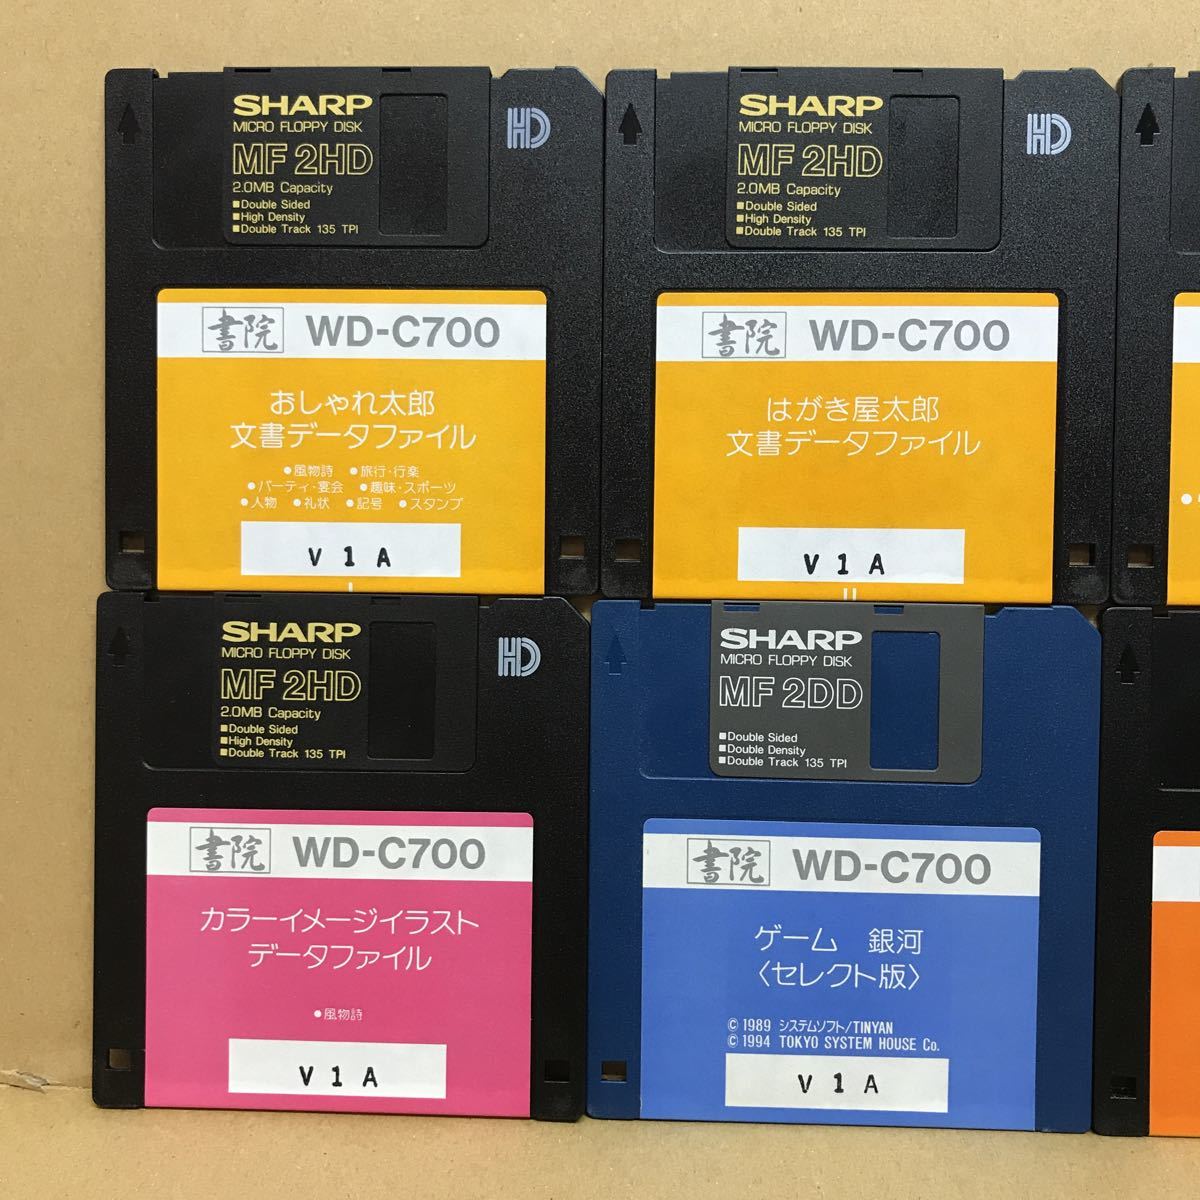 SHARP
MICRO FLOPPY DISK
MF 2HD
2.0MB Capacity
■Double Sided
■High Density
■Double Track 135 TPI
HD
書院 WD-C700
おしゃれ太郎
文書データファイル
●風物詩 ●旅行・行楽
●パーティ・宴会 ●趣味・スポーツ
●人物 ●礼状 ●記号 ●スタンプ
V 1 A
SHARP
MICRO FLOPPY DISK
MF 2HD
2.0MB Capacity
■Double Sided
■High Density
■Double Track 135 TPI
HD
書院 WD-C700
はがき屋太郎
文書データファイル
V 1 A
SHARP
MICRO FLOPPY DISK
MF 2HD
2.0MB Capacity
■Double Sided
■High Density
■Double Track 135 TPI
HD
書院 WD-C700
カラーイメージイラスト
データファイル
●風物詩
V 1 A
SHARP
MICRO FLOPPY DISK
MF 2DD
■Double Sided
■Double Density
■Double Track 135 TPI
書院 WD-C700
ゲーム 銀河
〈セレクト版〉
© 1989 システムソフト/TINYAN
© 1994 TOKYO SYSTEM HOUSE Co.
V 1 A